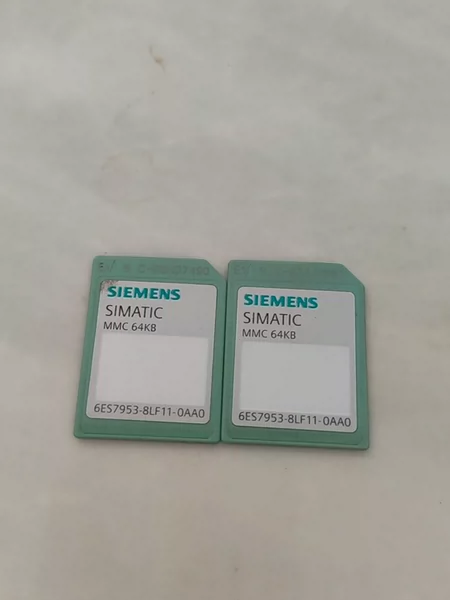 SIEMENS
SIMATIC
MMC 64KB
6ES7953-8LF11-0AA0
SIEMENS
SIMATIC
MMC 64KB
6ES7953-8LF11-0AA0